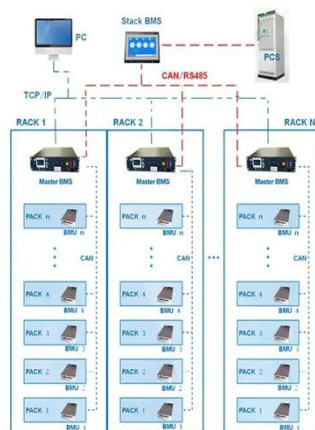 PC
Stack BMS
PCS
CAN/RS485
TCP/IP
RACK 1
RACK 2
RACK N
Master BMS
Master BMS
Master BMS
PACK n
BMU n
PACK n
BMU n
PACK n
BMU n
CAN
CAN
CAN
PACK 4
BMU 4
PACK 4
BMU 4
PACK 4
BMU 4
PACK 3
BMU 3
PACK 3
BMU 3
PACK 3
BMU 3
PACK 2
BMU 2
PACK 2
BMU 2
PACK 2
BMU 2
PACK 1
BMU 1
PACK 1
BMU 1
PACK 1
BMU 1